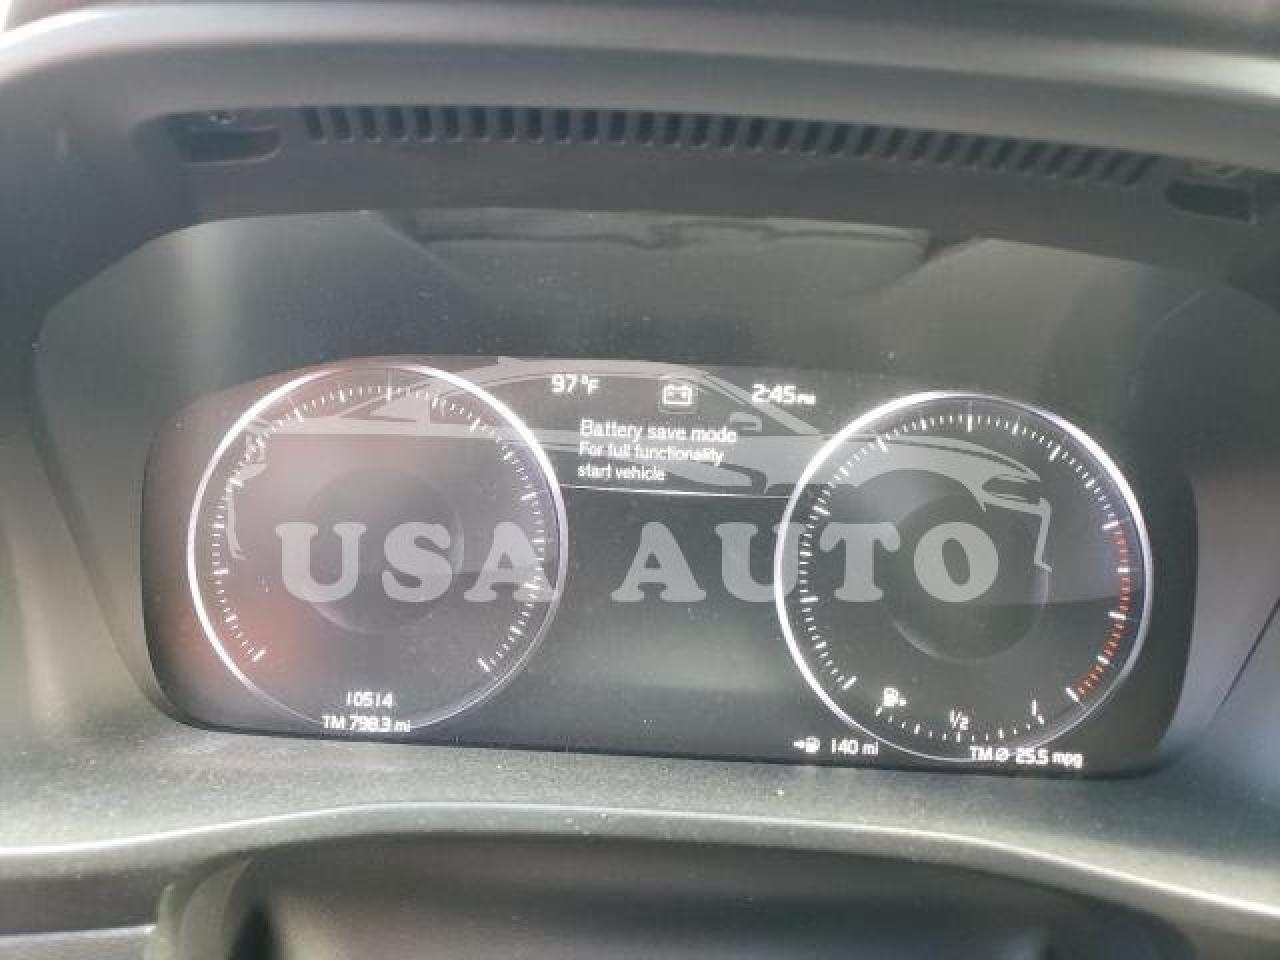 97 °F
2:45 PM
Battery save mode
For full functionality
start vehicle
USA AUTO
10514
TM 798.3 mi
1/2
1
140 mi
TM Ø 25.5 mpg